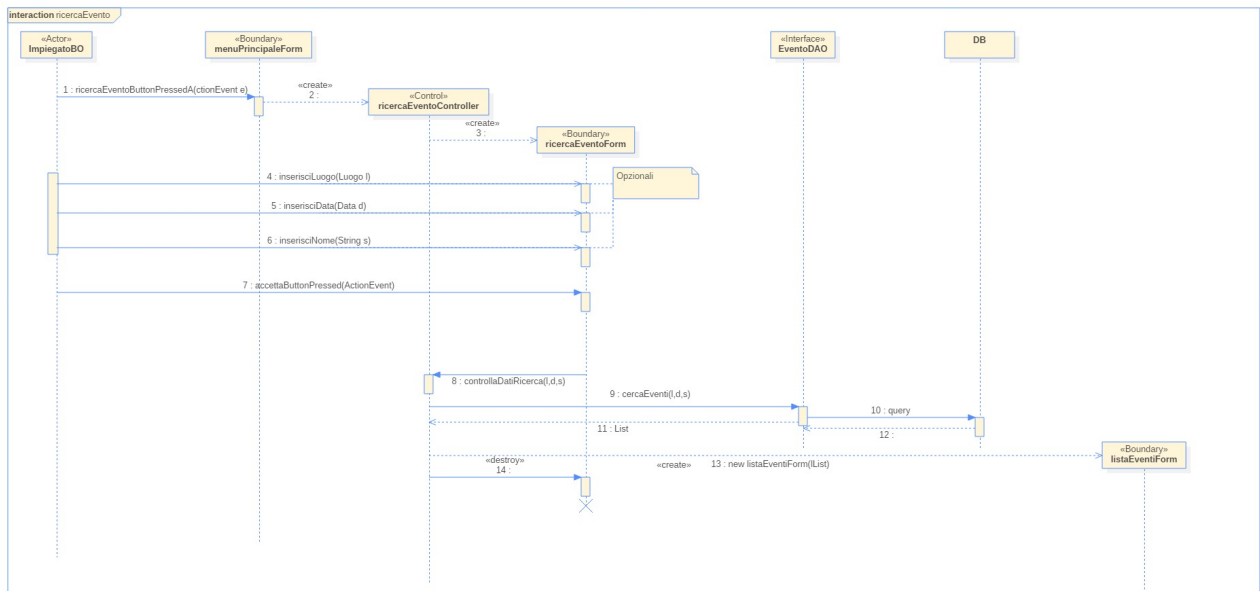 interaction ricercaEvento
«Actor»
ImpiegatoBO
«Boundary»
menuPrincipaleForm
«Interface»
EventoDAO
DB
1 : ricercaEventoButtonPressedA(ctionEvent e)
«create»
2 :
«Control»
ricercaEventoController
«create»
3 :
«Boundary»
ricercaEventoForm
4 : inserisciLuogo(Luogo l)
Opzionali
5 : inserisciData(Data d)
6 : inserisciNome(String s)
7 : accettaButtonPressed(ActionEvent)
8 : controllaDatiRicerca(l,d,s)
9 : cercaEventi(l,d,s)
10 : query
11 : List
12 :
«Boundary»
listaEventiForm
«destroy»
14 :
«create»
13 : new listaEventiForm(lList)